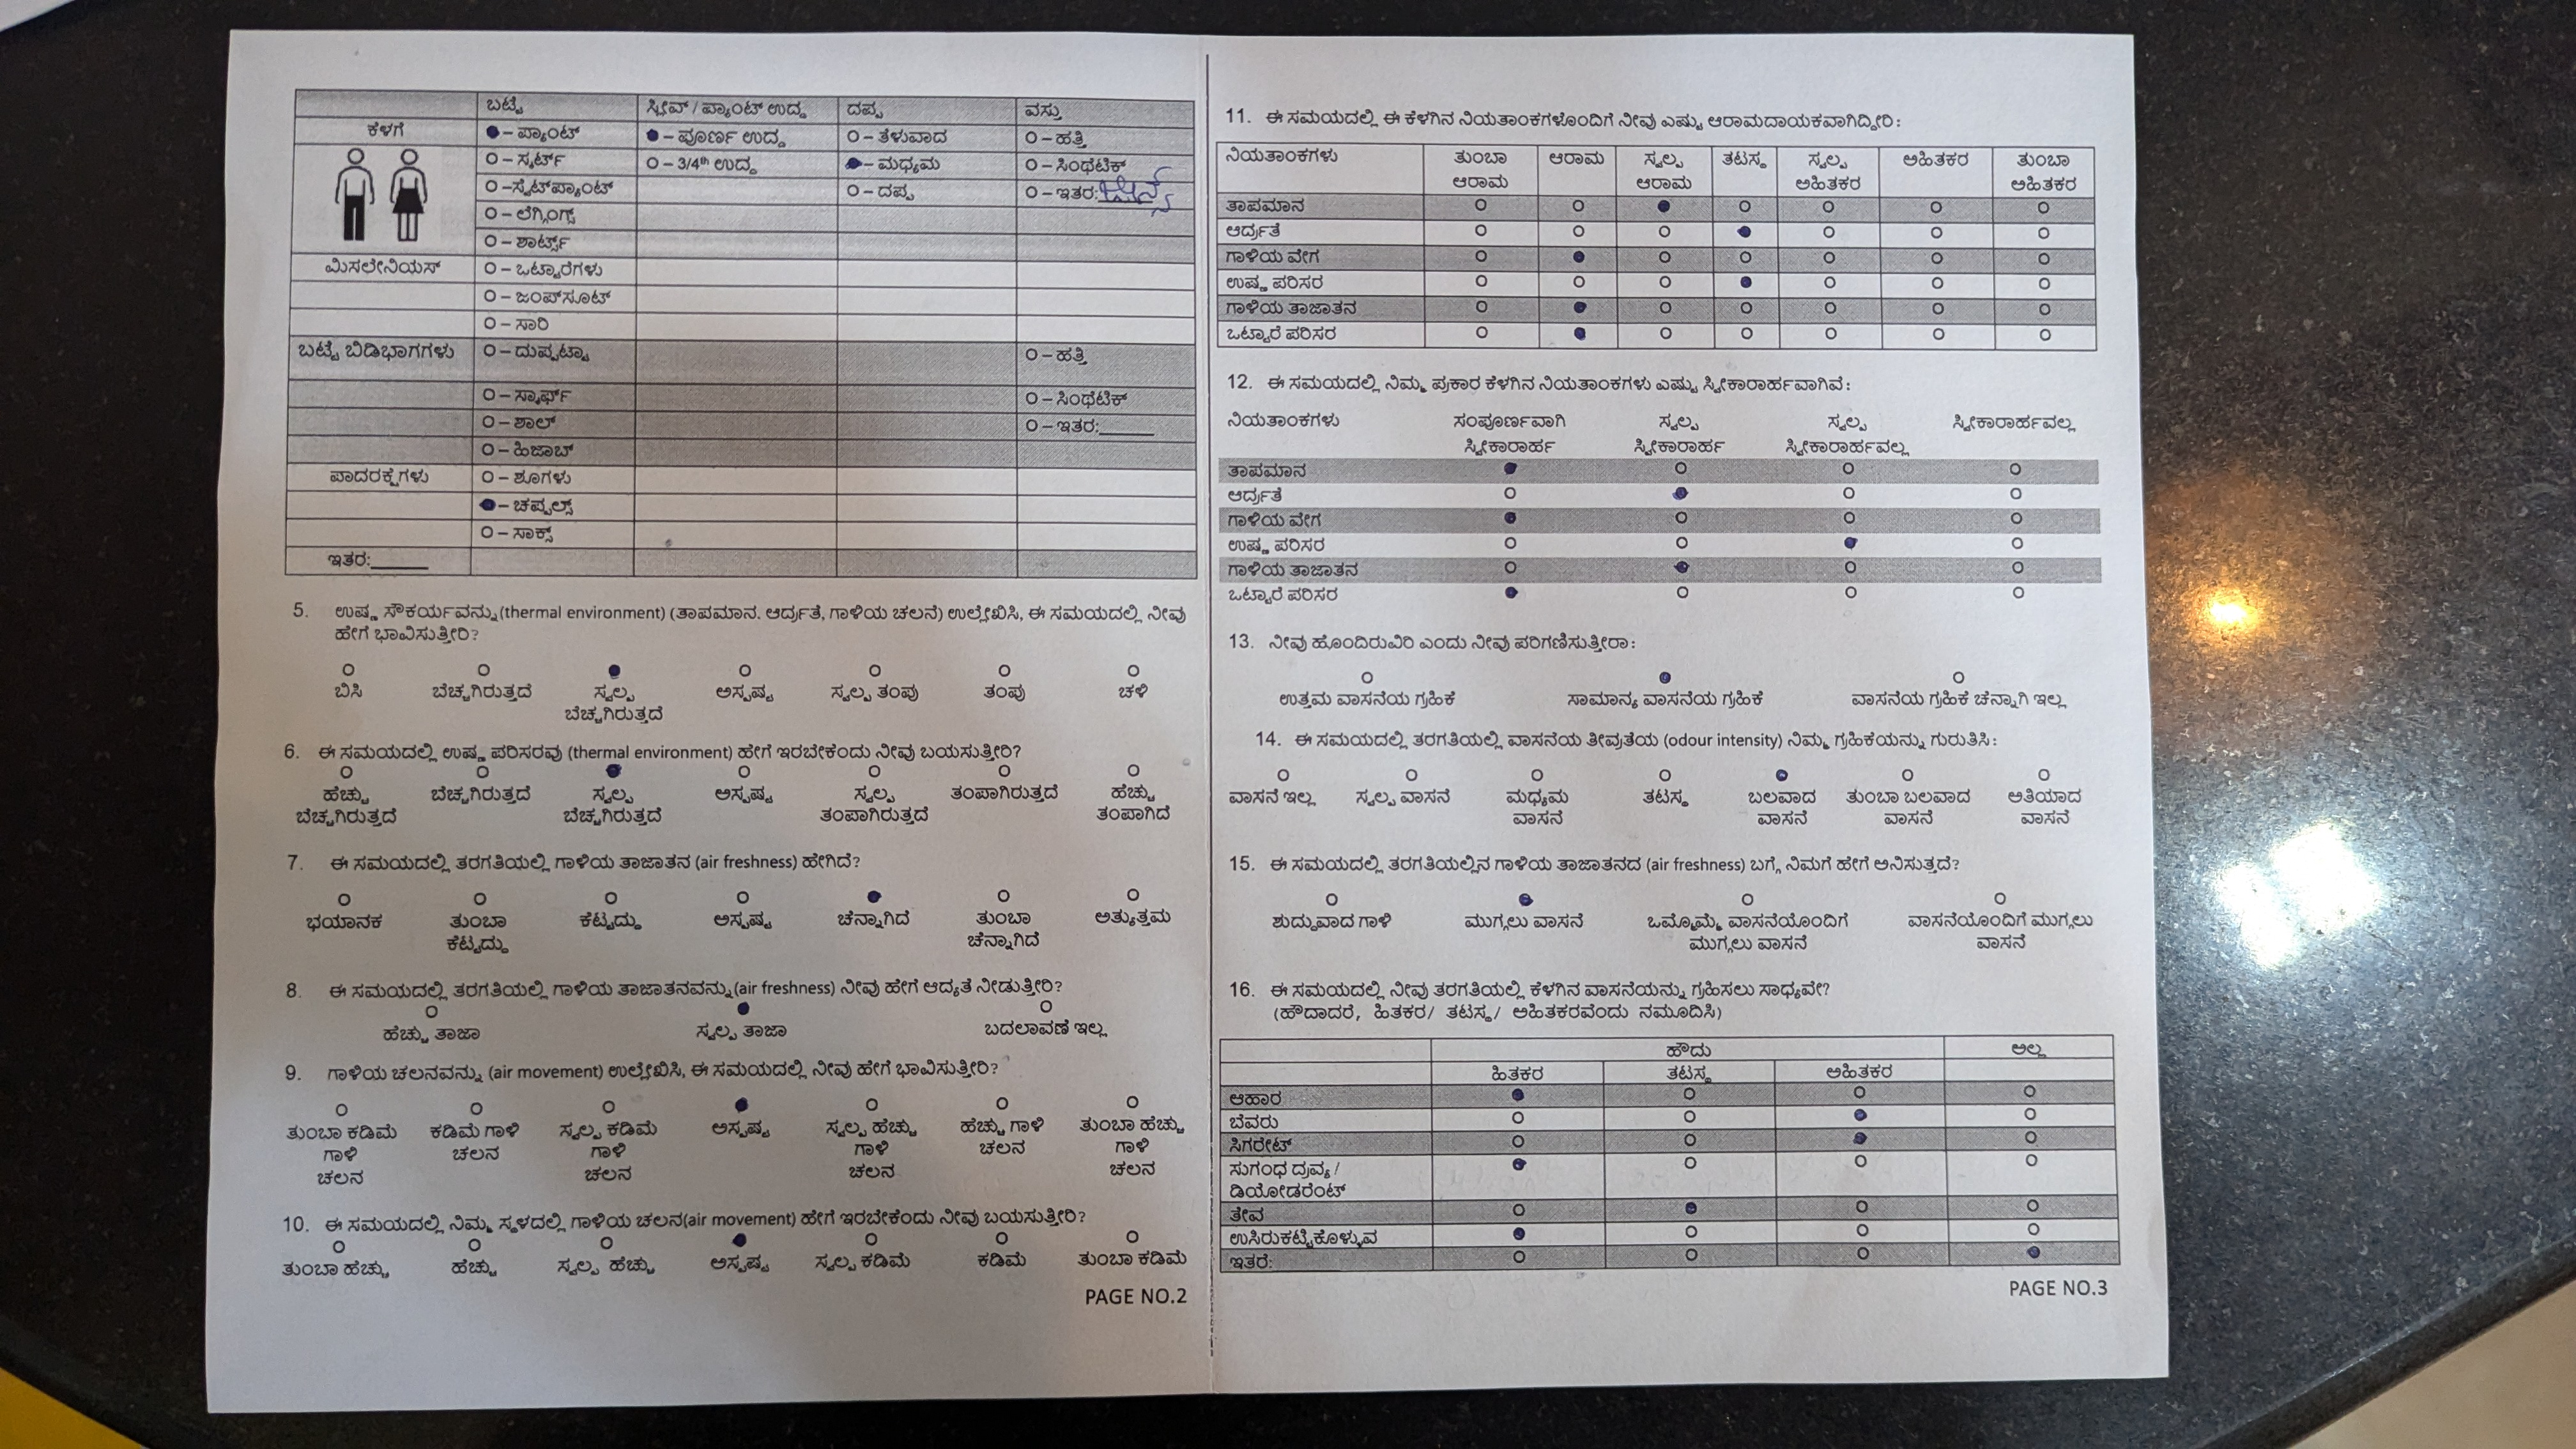 ಬಟ್ಟೆ ಸ್ಲೀವ್ / ಪ್ಯಾಂಟ್ ಉದ್ದ ದಪ್ಪ ವಸ್ತು
ಕೆಳಗೆ ಪ್ಯಾಂಟ್ ಪೂರ್ಣ ಉದ್ದ O – ತೆಳುವಾದ O – ಹತ್ತಿ
O – ಸ್ಕರ್ಟ್ O – 3/4th ಉದ್ದ – ಮಧ್ಯಮ O – ಸಿಂಥೆಟಿಕ್
O – ಸ್ವೆಟ್‌ಪ್ಯಾಂಟ್ O – ದಪ್ಪ O – ಇತರ: ಜೀನ್ಸ್
O – ಲೆಗ್ಗಿಂಗ್ಸ್
O – ಶಾರ್ಟ್ಸ್
ಮಿಸಲೇನಿಯಸ್ O – ಒಟ್ಟಾರೆಗಳು
O – ಜಂಪ್‌ಸೂಟ್
O – ಸಾರಿ
ಬಟ್ಟೆ ಬಿಡಿಭಾಗಗಳು O – ದುಪ್ಪಟ್ಟಾ O – ಹತ್ತಿ
O – ಸ್ಕಾರ್ಫ್ O – ಸಿಂಥೆಟಿಕ್
O – ಶಾಲ್ O – ಇತರ:______
O – ಹಿಜಾಬ್
ಪಾದರಕ್ಷೆಗಳು O – ಶೂಗಳು
– ಚಪ್ಪಲ್ಸ್
O – ಸಾಕ್ಸ್
ಇತರ:______
5. ಉಷ್ಣ ಸೌಕರ್ಯವನ್ನು (thermal environment) (ತಾಪಮಾನ. ಆರ್ದ್ರತೆ, ಗಾಳಿಯ ಚಲನೆ) ಉಲ್ಲೇಖಿಸಿ, ಈ ಸಮಯದಲ್ಲಿ ನೀವು
ಹೇಗೆ ಭಾವಿಸುತ್ತೀರಿ?
ಬಿಸಿ ಬೆಚ್ಚಗಿರುತ್ತದೆ ಸ್ವಲ್ಪ ಅಸ್ಪಷ್ಟ ಸ್ವಲ್ಪ ತಂಪು ತಂಪು ಚಳಿ
ಬೆಚ್ಚಗಿರುತ್ತದೆ
6. ಈ ಸಮಯದಲ್ಲಿ ಉಷ್ಣ ಪರಿಸರವು (thermal environment) ಹೇಗೆ ಇರಬೇಕೆಂದು ನೀವು ಬಯಸುತ್ತೀರಿ?
ಹೆಚ್ಚು ಬೆಚ್ಚಗಿರುತ್ತದೆ ಸ್ವಲ್ಪ ಅಸ್ಪಷ್ಟ ಸ್ವಲ್ಪ ತಂಪಾಗಿರುತ್ತದೆ ಹೆಚ್ಚು
ಬೆಚ್ಚಗಿರುತ್ತದೆ ಬೆಚ್ಚಗಿರುತ್ತದೆ ತಂಪಾಗಿರುತ್ತದೆ ತಂಪಾಗಿದೆ
7. ಈ ಸಮಯದಲ್ಲಿ ತರಗತಿಯಲ್ಲಿ ಗಾಳಿಯ ತಾಜಾತನ (air freshness) ಹೇಗಿದೆ?
ಭಯಾನಕ ತುಂಬಾ ಕೆಟ್ಟದ್ದು ಅಸ್ಪಷ್ಟ ಚೆನ್ನಾಗಿದೆ ತುಂಬಾ ಅತ್ಯುತ್ತಮ
ಕೆಟ್ಟದ್ದು ಚೆನ್ನಾಗಿದೆ
8. ಈ ಸಮಯದಲ್ಲಿ ತರಗತಿಯಲ್ಲಿ ಗಾಳಿಯ ತಾಜಾತನವನ್ನು (air freshness) ನೀವು ಹೇಗೆ ಆದ್ಯತೆ ನೀಡುತ್ತೀರಿ?
ಹೆಚ್ಚು ತಾಜಾ ಸ್ವಲ್ಪ ತಾಜಾ ಬದಲಾವಣೆ ಇಲ್ಲ
9. ಗಾಳಿಯ ಚಲನವನ್ನು (air movement) ಉಲ್ಲೇಖಿಸಿ, ಈ ಸಮಯದಲ್ಲಿ ನೀವು ಹೇಗೆ ಭಾವಿಸುತ್ತೀರಿ?
ತುಂಬಾ ಕಡಿಮೆ ಕಡಿಮೆ ಗಾಳಿ ಸ್ವಲ್ಪ ಕಡಿಮೆ ಅಸ್ಪಷ್ಟ ಸ್ವಲ್ಪ ಹೆಚ್ಚು ಹೆಚ್ಚು ಗಾಳಿ ತುಂಬಾ ಹೆಚ್ಚು
ಗಾಳಿ ಚಲನ ಗಾಳಿ ಗಾಳಿ ಚಲನ ಗಾಳಿ
ಚಲನ ಚಲನ ಚಲನ ಚಲನ
10. ಈ ಸಮಯದಲ್ಲಿ ನಿಮ್ಮ ಸ್ಥಳದಲ್ಲಿ ಗಾಳಿಯ ಚಲನ(air movement) ಹೇಗೆ ಇರಬೇಕೆಂದು ನೀವು ಬಯಸುತ್ತೀರಿ?
ತುಂಬಾ ಹೆಚ್ಚು ಹೆಚ್ಚು ಸ್ವಲ್ಪ ಹೆಚ್ಚು ಅಸ್ಪಷ್ಟ ಸ್ವಲ್ಪ ಕಡಿಮೆ ಕಡಿಮೆ ತುಂಬಾ ಕಡಿಮೆ
PAGE NO.2
11. ಈ ಸಮಯದಲ್ಲಿ ಈ ಕೆಳಗಿನ ನಿಯತಾಂಕಗಳೊಂದಿಗೆ ನೀವು ಎಷ್ಟು ಆರಾಮದಾಯಕವಾಗಿದ್ದೀರಿ:
ನಿಯತಾಂಕಗಳು ತುಂಬಾ ಆರಾಮ ಸ್ವಲ್ಪ ತಟಸ್ಥ ಸ್ವಲ್ಪ ಅಹಿತಕರ ತುಂಬಾ
ಆರಾಮ ಆರಾಮ ಅಹಿತಕರ ಅಹಿತಕರ
ತಾಪಮಾನ
ಆರ್ದ್ರತೆ
ಗಾಳಿಯ ವೇಗ
ಉಷ್ಣ ಪರಿಸರ
ಗಾಳಿಯ ತಾಜಾತನ
ಒಟ್ಟಾರೆ ಪರಿಸರ
12. ಈ ಸಮಯದಲ್ಲಿ ನಿಮ್ಮ ಪ್ರಕಾರ ಕೆಳಗಿನ ನಿಯತಾಂಕಗಳು ಎಷ್ಟು ಸ್ವೀಕಾರಾರ್ಹವಾಗಿವೆ:
ನಿಯತಾಂಕಗಳು ಸಂಪೂರ್ಣವಾಗಿ ಸ್ವಲ್ಪ ಸ್ವಲ್ಪ ಸ್ವೀಕಾರಾರ್ಹವಲ್ಲ
ಸ್ವೀಕಾರಾರ್ಹ ಸ್ವೀಕಾರಾರ್ಹ ಸ್ವೀಕಾರಾರ್ಹವಲ್ಲ
ತಾಪಮಾನ
ಆರ್ದ್ರತೆ
ಗಾಳಿಯ ವೇಗ
ಉಷ್ಣ ಪರಿಸರ
ಗಾಳಿಯ ತಾಜಾತನ
ಒಟ್ಟಾರೆ ಪರಿಸರ
13. ನೀವು ಹೊಂದಿರುವಿರಿ ಎಂದು ನೀವು ಪರಿಗಣಿಸುತ್ತೀರಾ:
ಉತ್ತಮ ವಾಸನೆಯ ಗ್ರಹಿಕೆ ಸಾಮಾನ್ಯ ವಾಸನೆಯ ಗ್ರಹಿಕೆ ವಾಸನೆಯ ಗ್ರಹಿಕೆ ಚೆನ್ನಾಗಿ ಇಲ್ಲ
14. ಈ ಸಮಯದಲ್ಲಿ ತರಗತಿಯಲ್ಲಿ ವಾಸನೆಯ ತೀವ್ರತೆಯ (odour intensity) ನಿಮ್ಮ ಗ್ರಹಿಕೆಯನ್ನು ಗುರುತಿಸಿ:
ವಾಸನೆ ಇಲ್ಲ ಸ್ವಲ್ಪ ವಾಸನೆ ಮಧ್ಯಮ ತಟಸ್ಥ ಬಲವಾದ ತುಂಬಾ ಬಲವಾದ ಅತಿಯಾದ
ವಾಸನೆ ವಾಸನೆ ವಾಸನೆ ವಾಸನೆ
15. ಈ ಸಮಯದಲ್ಲಿ ತರಗತಿಯಲ್ಲಿನ ಗಾಳಿಯ ತಾಜಾತನದ (air freshness) ಬಗ್ಗೆ ನಿಮಗೆ ಹೇಗೆ ಅನಿಸುತ್ತದೆ?
ಶುದ್ಧುವಾದ ಗಾಳಿ ಮುಗ್ಗಲು ವಾಸನೆ ಒಮ್ಮೊಮ್ಮೆ ವಾಸನೆಯೊಂದಿಗೆ ವಾಸನೆಯೊಂದಿಗೆ ಮುಗ್ಗಲು
ಮುಗ್ಗಲು ವಾಸನೆ ವಾಸನೆ
16. ಈ ಸಮಯದಲ್ಲಿ ನೀವು ತರಗತಿಯಲ್ಲಿ ಕೆಳಗಿನ ವಾಸನೆಯನ್ನು ಗ್ರಹಿಸಲು ಸಾಧ್ಯವೇ?
(ಹೌದಾದರೆ, ಹಿತಕರ/ ತಟಸ್ಥ/ ಅಹಿತಕರವೆಂದು ನಮೂದಿಸಿ)
ಹೌದು ಅಲ್ಲ
ಹಿತಕರ ತಟಸ್ಥ ಅಹಿತಕರ
ಆಹಾರ
ಬೆವರು
ಸಿಗರೇಟ್
ಸುಗಂಧ ದ್ರವ್ಯ /
ಡಿಯೋಡರೆಂಟ್
ತೇವ
ಉಸಿರುಕಟ್ಟಿಕೊಳ್ಳುವ
ಇತರೆ:
PAGE NO.3